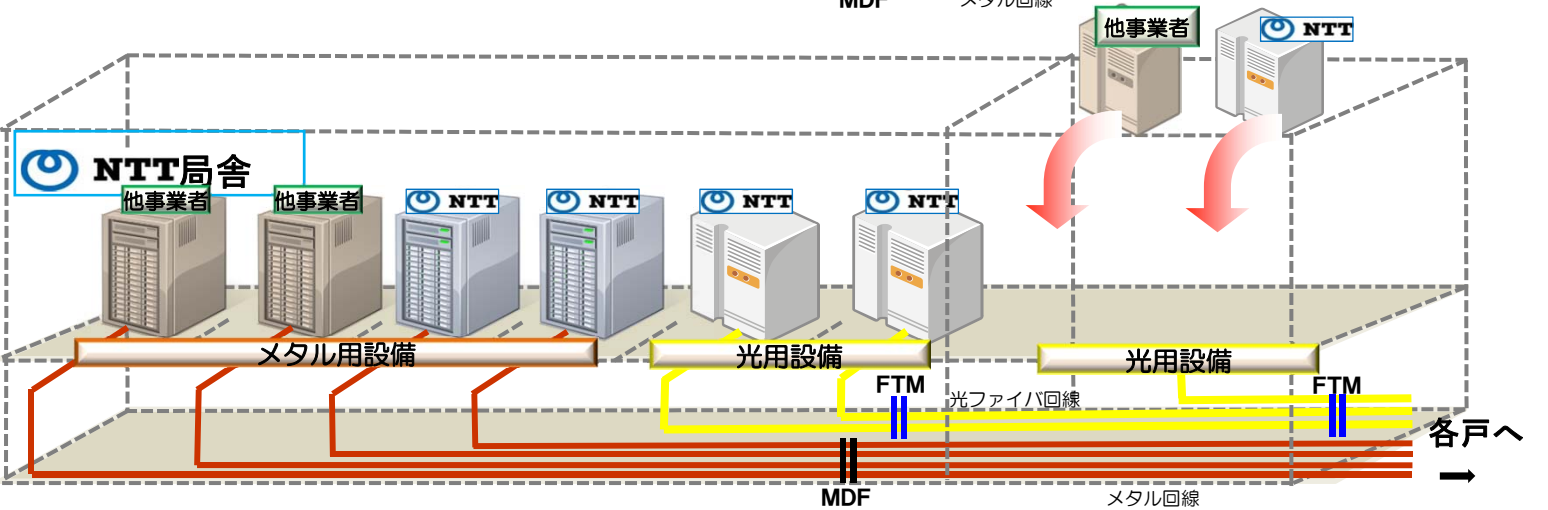 MDF メタル回線
他事業者 NTT
NTT局舎
他事業者 他事業者 NTT NTT NTT NTT
メタル用設備 光用設備 光用設備
FTM 光ファイバ回線 FTM
各戸へ
→
MDF メタル回線